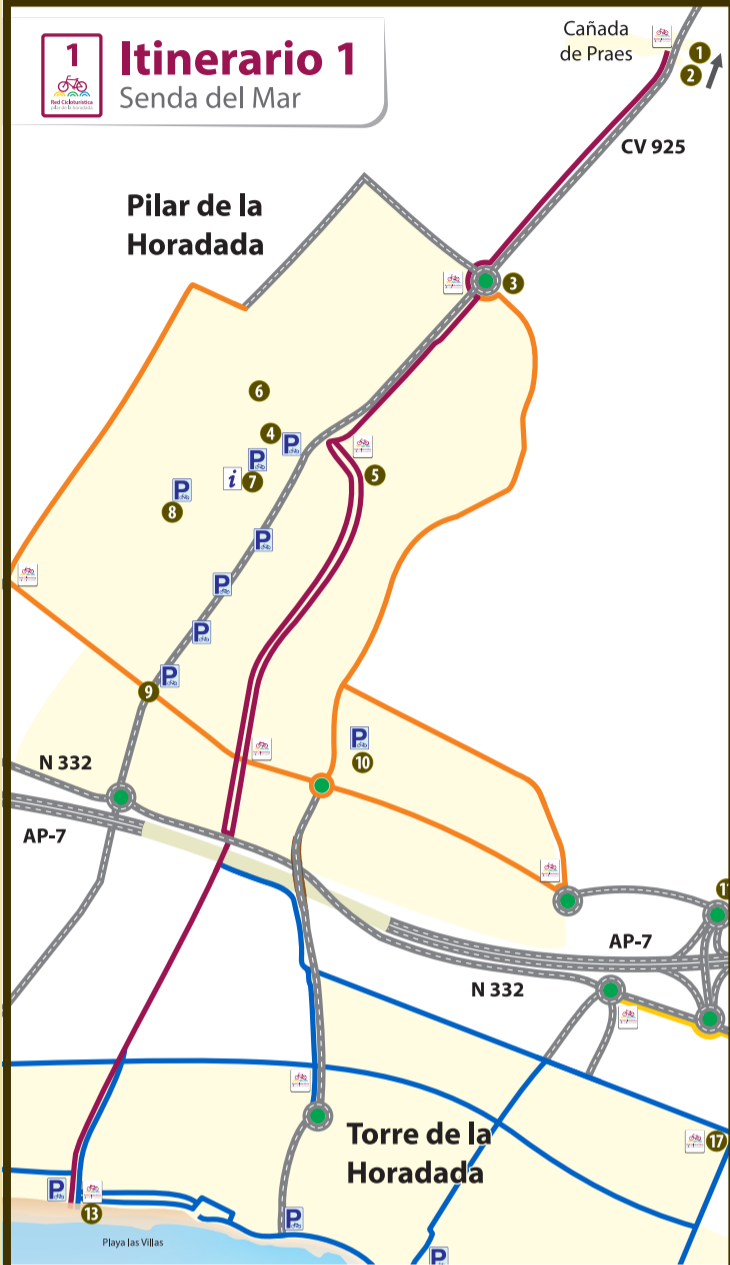 1
Itinerario 1
Senda del Mar
Red Cicloturística
pilar de la horadada
Cañada
de Praes
1
2
CV 925
Pilar de la
Horadada
3
6
4
P
P
5
i
7
P
8
P
P
P
P
9
P
10
N 332
AP-7
11
AP-7
N 332
Torre de la
Horadada
17
P
13
P
Playa las Villas
P